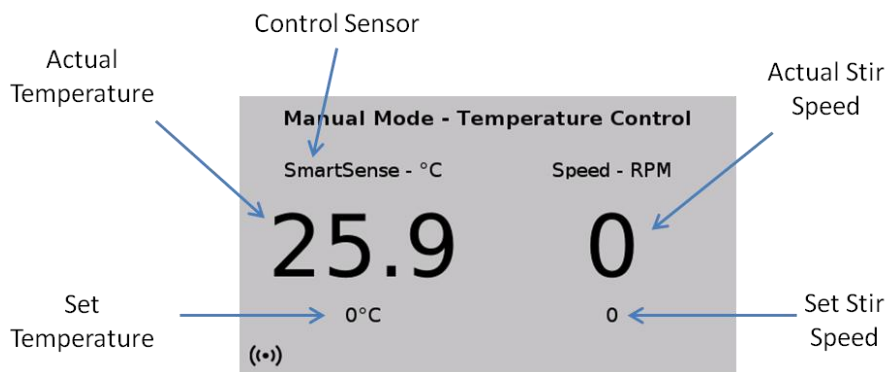 Control Sensor
Actual
Temperature
Actual Stir
Speed
Manual Mode - Temperature Control
SmartSense - °C
Speed - RPM
25.9
0
Set
Temperature
0°C
0
Set Stir
Speed